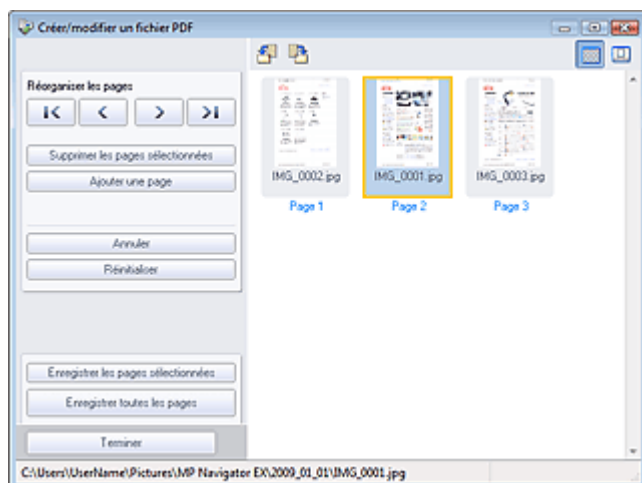 Créer/modifier un fichier PDF
Réorganiser les pages
Supprimer les pages sélectionnées
Ajouter une page
Annuler
Réinitialiser
Enregistrer les pages sélectionnées
Enregistrer toutes les pages
Terminer
IMG_0002.jpg IMG_0001.jpg IMG_0003.jpg
Page 1 Page 2 Page 3
C:\Users\UserName\Pictures\MP Navigator EX\2009_01_01\IMG_0001.jpg